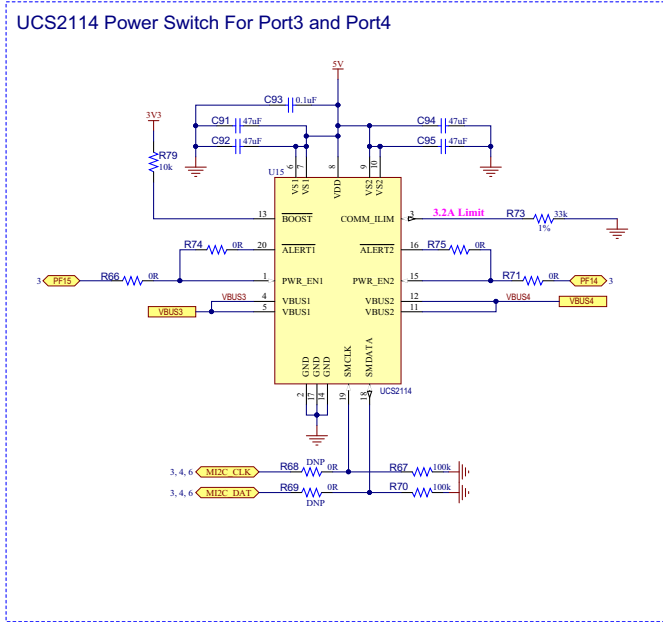 UCS2114 Power Switch For Port3 and Port4
5V
C93 0.1uF
3V3
C91 47uF
C94 47uF
C92 47uF
C95 47uF
R79
10k
U15
6 7 8 9 10
VS1 VS1 VDD VS2 VS2
13 BOOST
COMM_ILIM 3 3.2A Limit R73 33k
1%
R74 0R 20 ALERT1
ALERT2 16 R75 0R
3 PF15 R66 0R 1 PWR_EN1
PWR_EN2 15 R71 0R PF14 3
VBUS3 4 VBUS1
VBUS2 12 VBUS4
VBUS3 5 VBUS1
VBUS2 11 VBUS4
GND GND GND SMCLK SMDATA
2 17 14 19 18 UCS2114
DNP
3, 4, 6 MI2C_CLK R68 0R R67 100k
3, 4, 6 MI2C_DAT R69 0R R70 100k
DNP